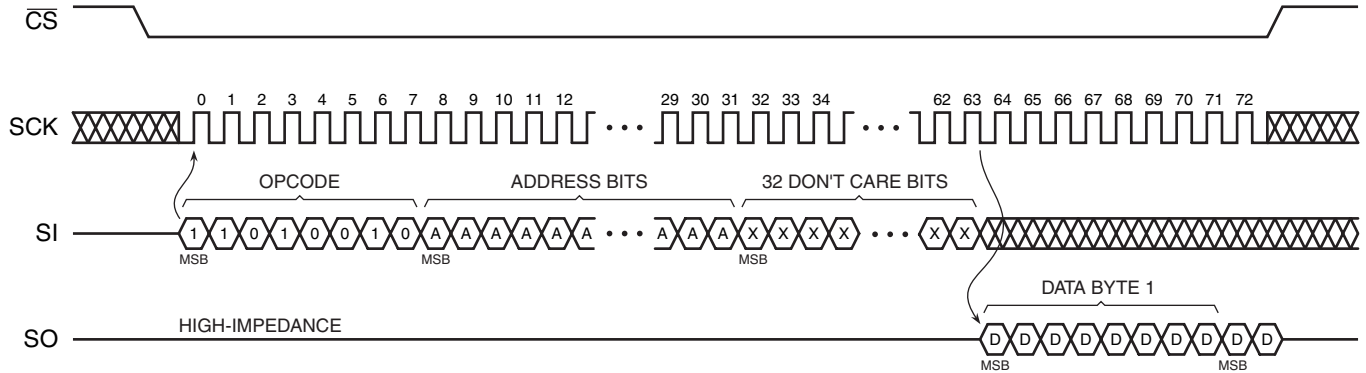 CS
0 1 2 3 4 5 6 7 8 9 10 11 12 29 30 31 32 33 34 62 63 64 65 66 67 68 69 70 71 72
SCK
OPCODE ADDRESS BITS 32 DON'T CARE BITS
SI 1 1 0 1 0 0 1 0 A A A A A A A A A X X X X X X
MSB MSB MSB
DATA BYTE 1
HIGH-IMPEDANCE
SO D D D D D D D D D D
MSB MSB